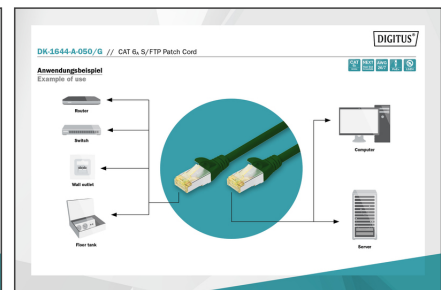 DIGITUS®
DK-1644-A-050/G // CAT 6A S/FTP Patch Cord
Anwendungsbeispiel
Example of use
Router
Switch
Wall outlet
Floor tank
Computer
Server